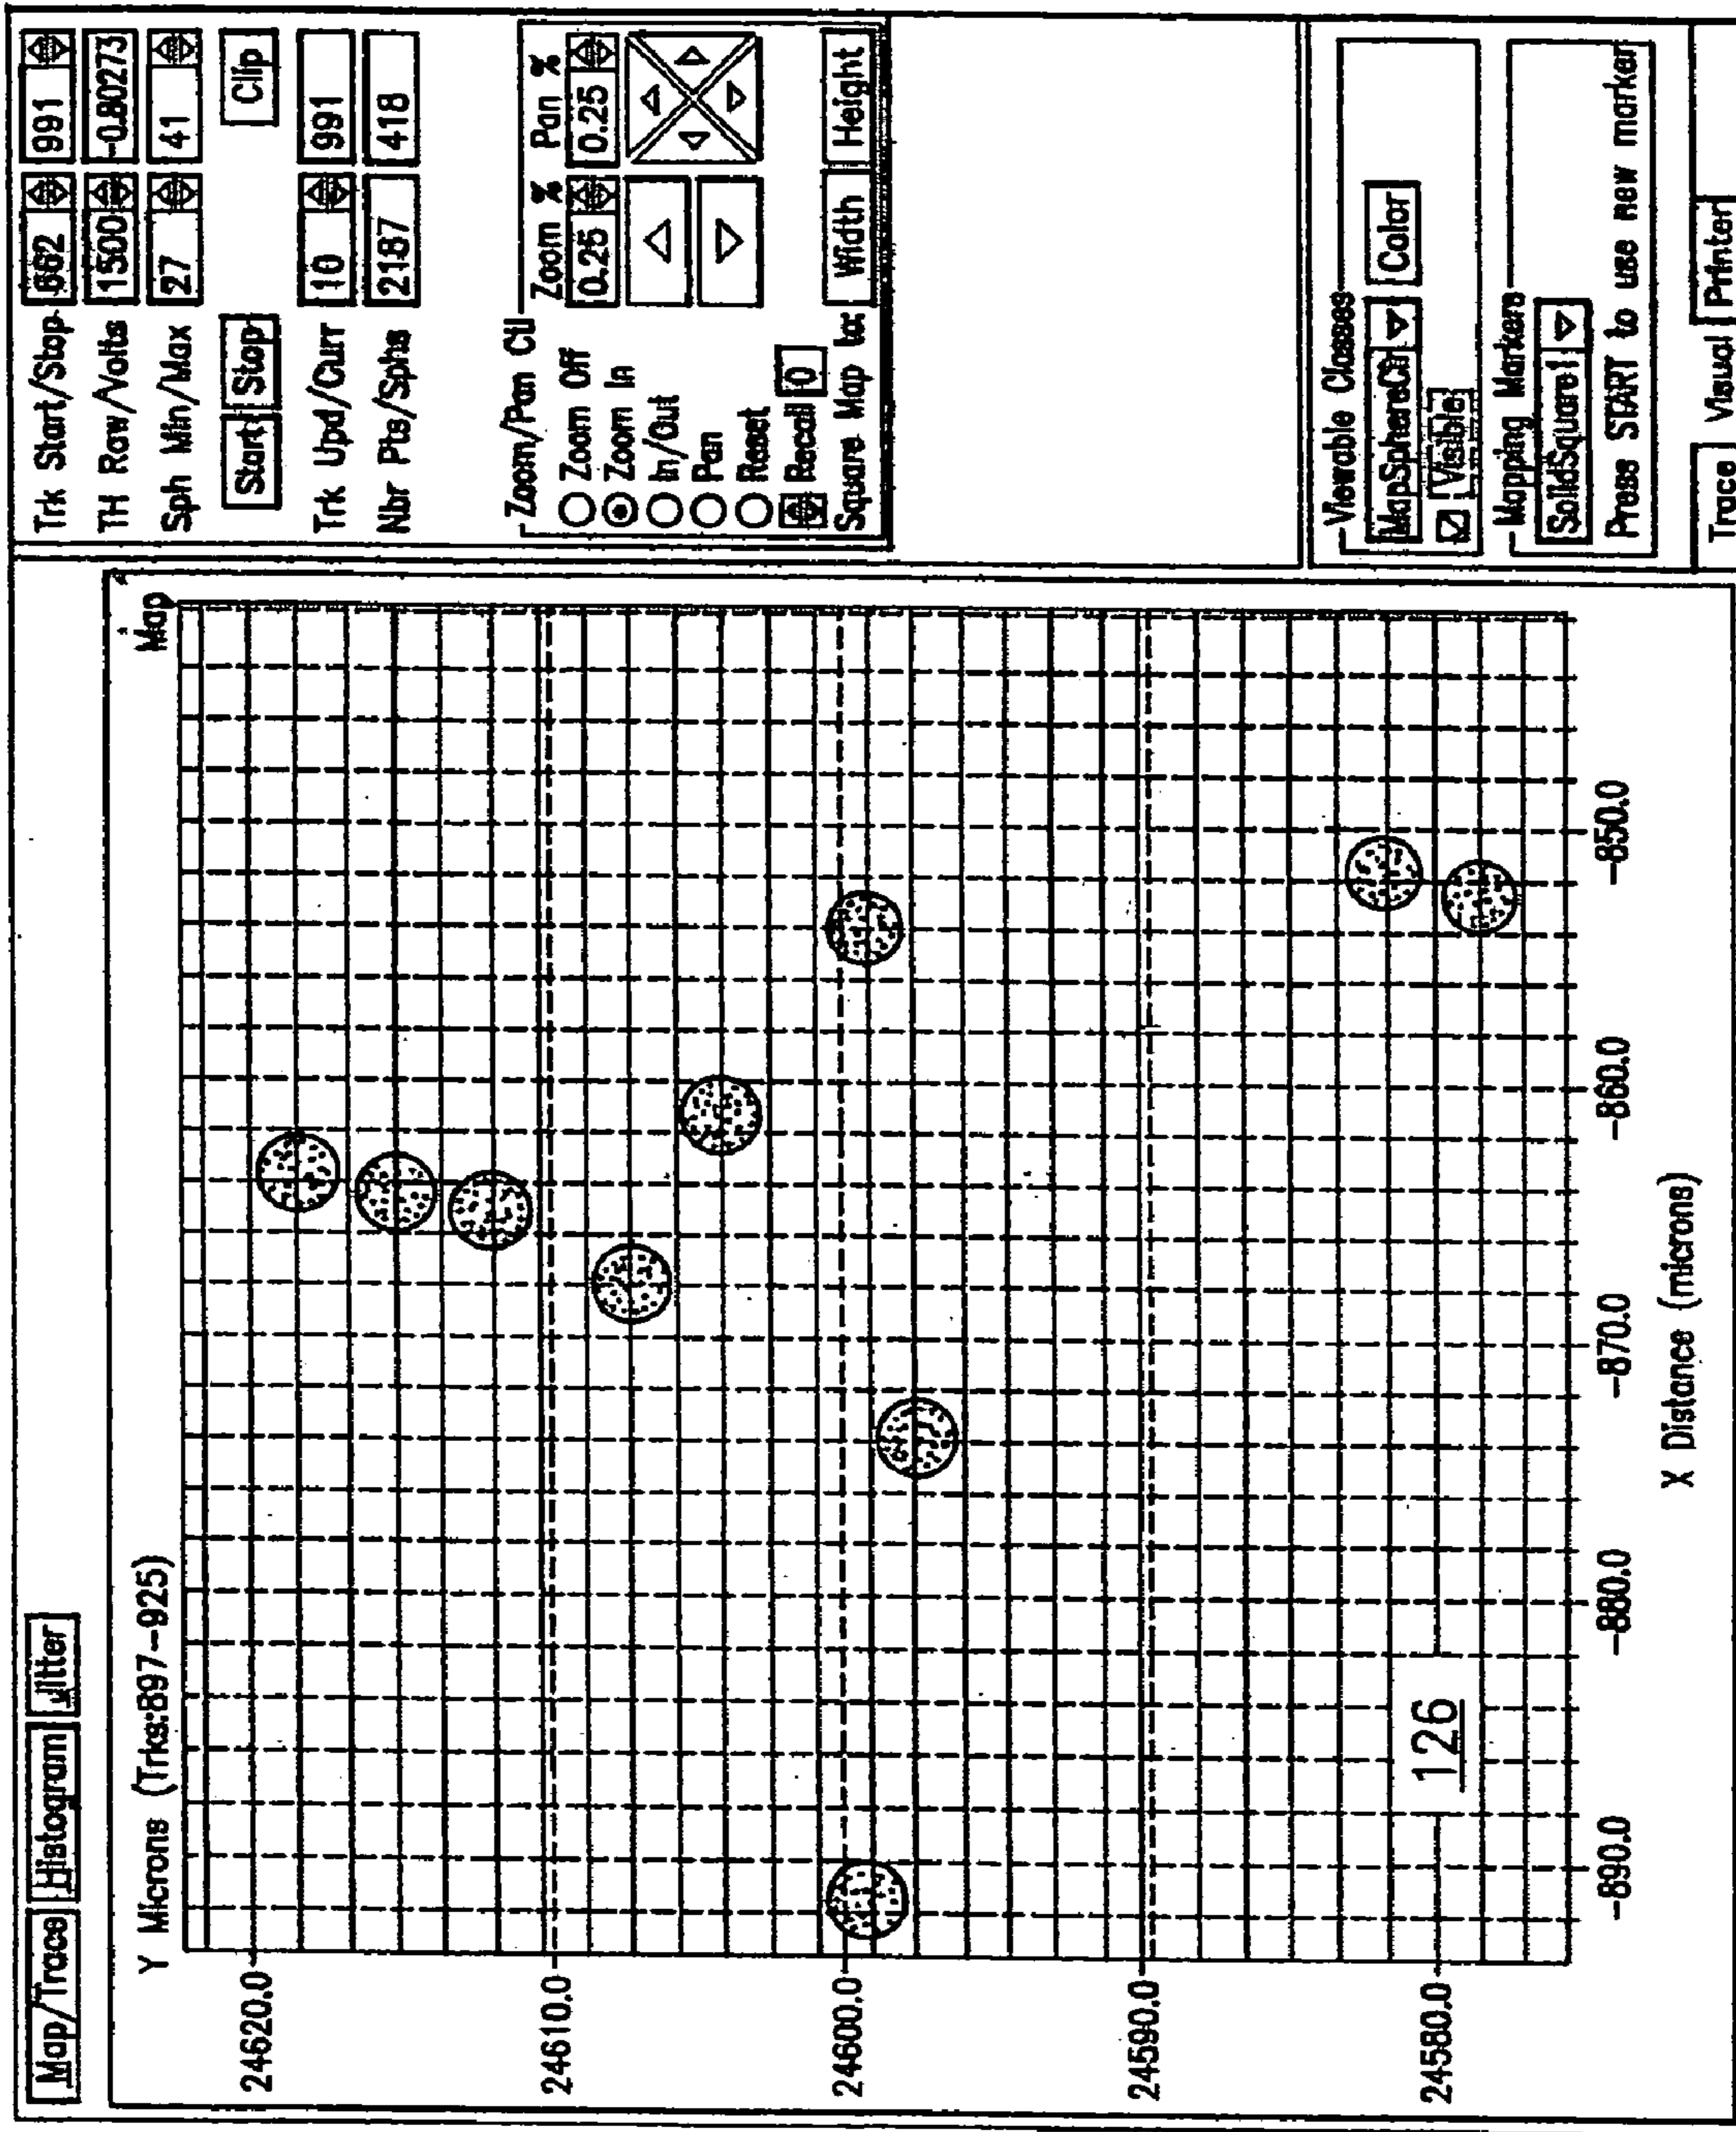 Map/Trace Histogram Jitter
Y Microns (Trks:897-925)
Map
24620.0
24610.0
24600.0
24590.0
24580.0
126
-890.0 -880.0 -870.0 -860.0 -850.0
X Distance (microns)
Trk Start/Stop 662 991
TH Raw/Volts 1500 -0.80273
Sph Min/Max 27 41
Start Stop Clip
Trk Upd/Curr 10 991
Nbr Pts/Sphs 2187 418
Zoom/Pan Ctl Zoom % Pan %
Zoom Off 0.25 0.25
Zoom In
In/Out
Pan
Reset
Recall 0
Square Map to: Width Height
Viewable Classes
MapSphereCtr Color
Visible
Mapping Markers
SolidSquare1
Press START to use new marker
Trace Visual Printer